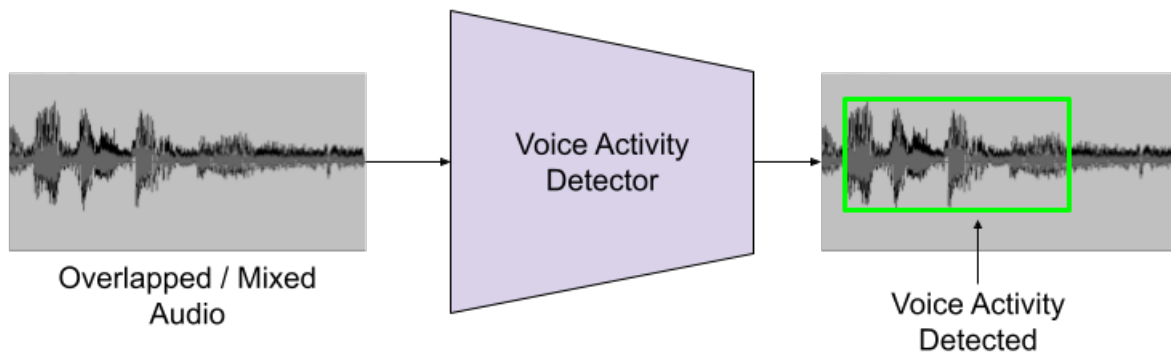 Overlapped / Mixed
Audio
Voice Activity
Detector
Voice Activity
Detected